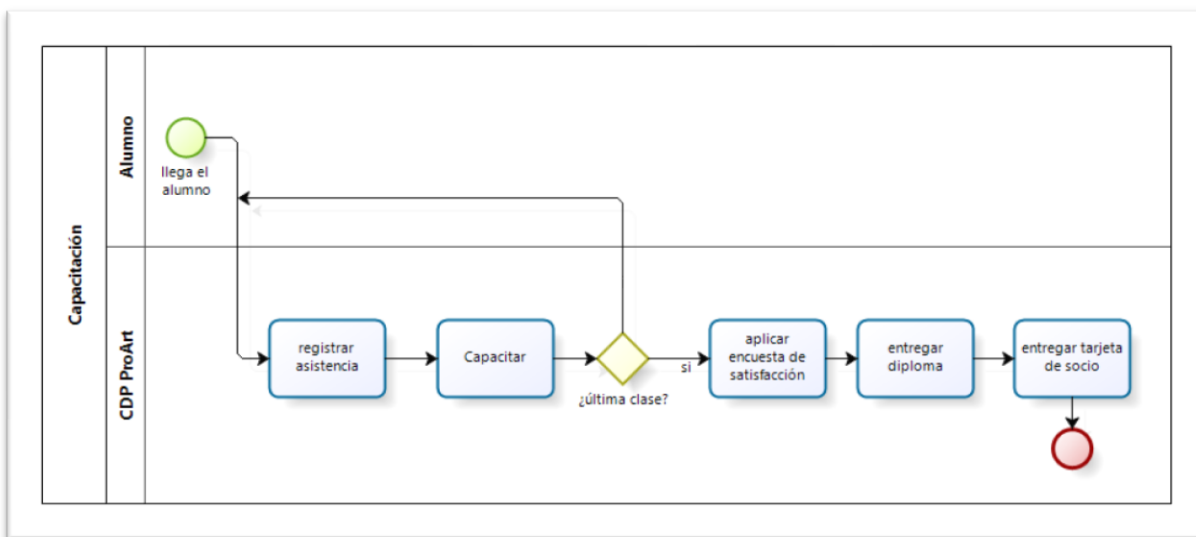 Capacitación
Alumno
llega el
alumno
CDP ProArt
registrar
asistencia
Capacitar
¿última clase?
si
aplicar
encuesta de
satisfacción
entregar
diploma
entregar tarjeta
de socio